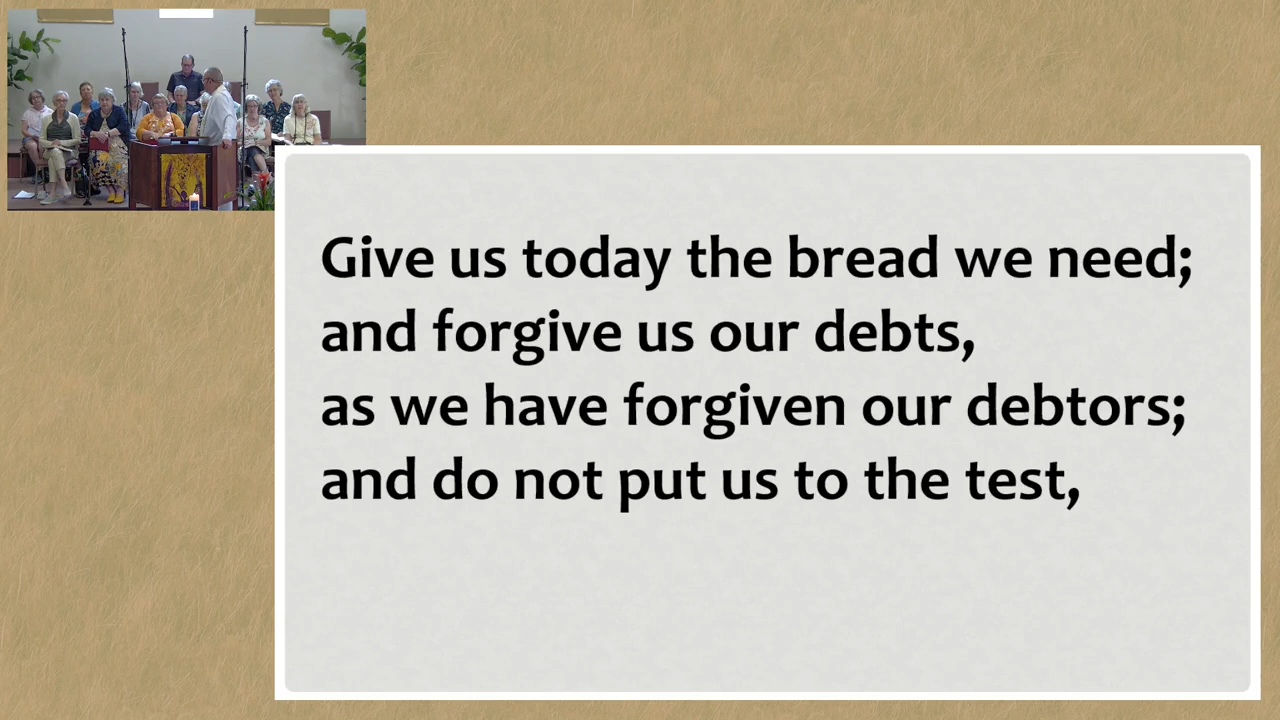 Give us today the bread we need;
and forgive us our debts,
as we have forgiven our debtors;
and do not put us to the test,